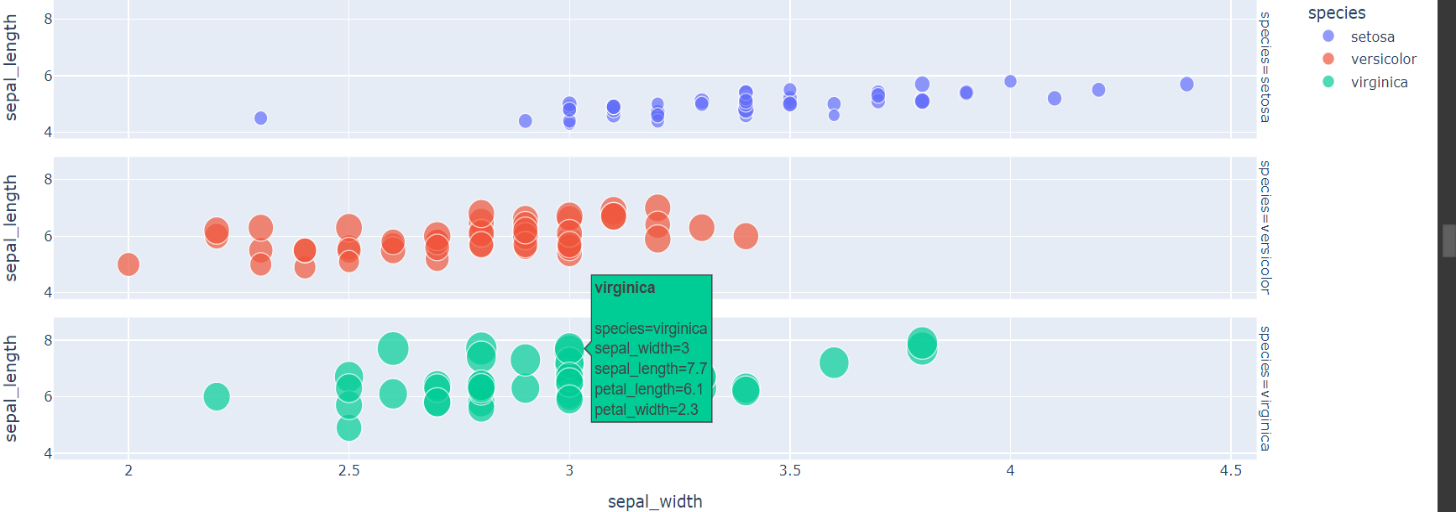 sepal_length
8
6
4
species=setosa
species
setosa
versicolor
virginica
sepal_length
8
6
4
species=versicolor
virginica
species=virginica
sepal_width=3
sepal_length=7.7
petal_length=6.1
petal_width=2.3
sepal_length
8
6
4
species=virginica
2
2.5
3
3.5
4
4.5
sepal_width